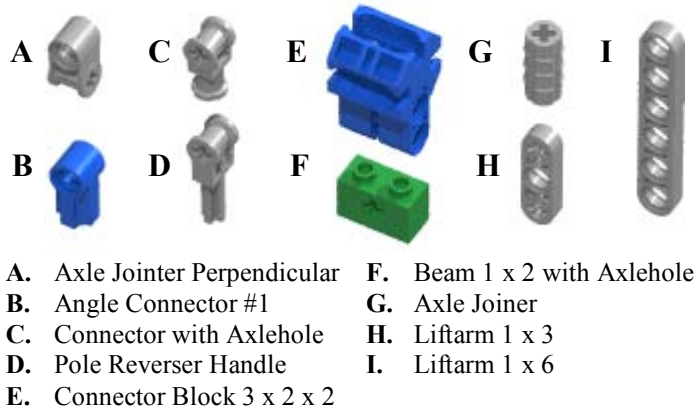 A C E G I
B D F H
A. Axle Jointer Perpendicular
B. Angle Connector #1
C. Connector with Axlehole
D. Pole Reverser Handle
E. Connector Block 3 x 2 x 2
F. Beam 1 x 2 with Axlehole
G. Axle Joiner
H. Liftarm 1 x 3
I. Liftarm 1 x 6